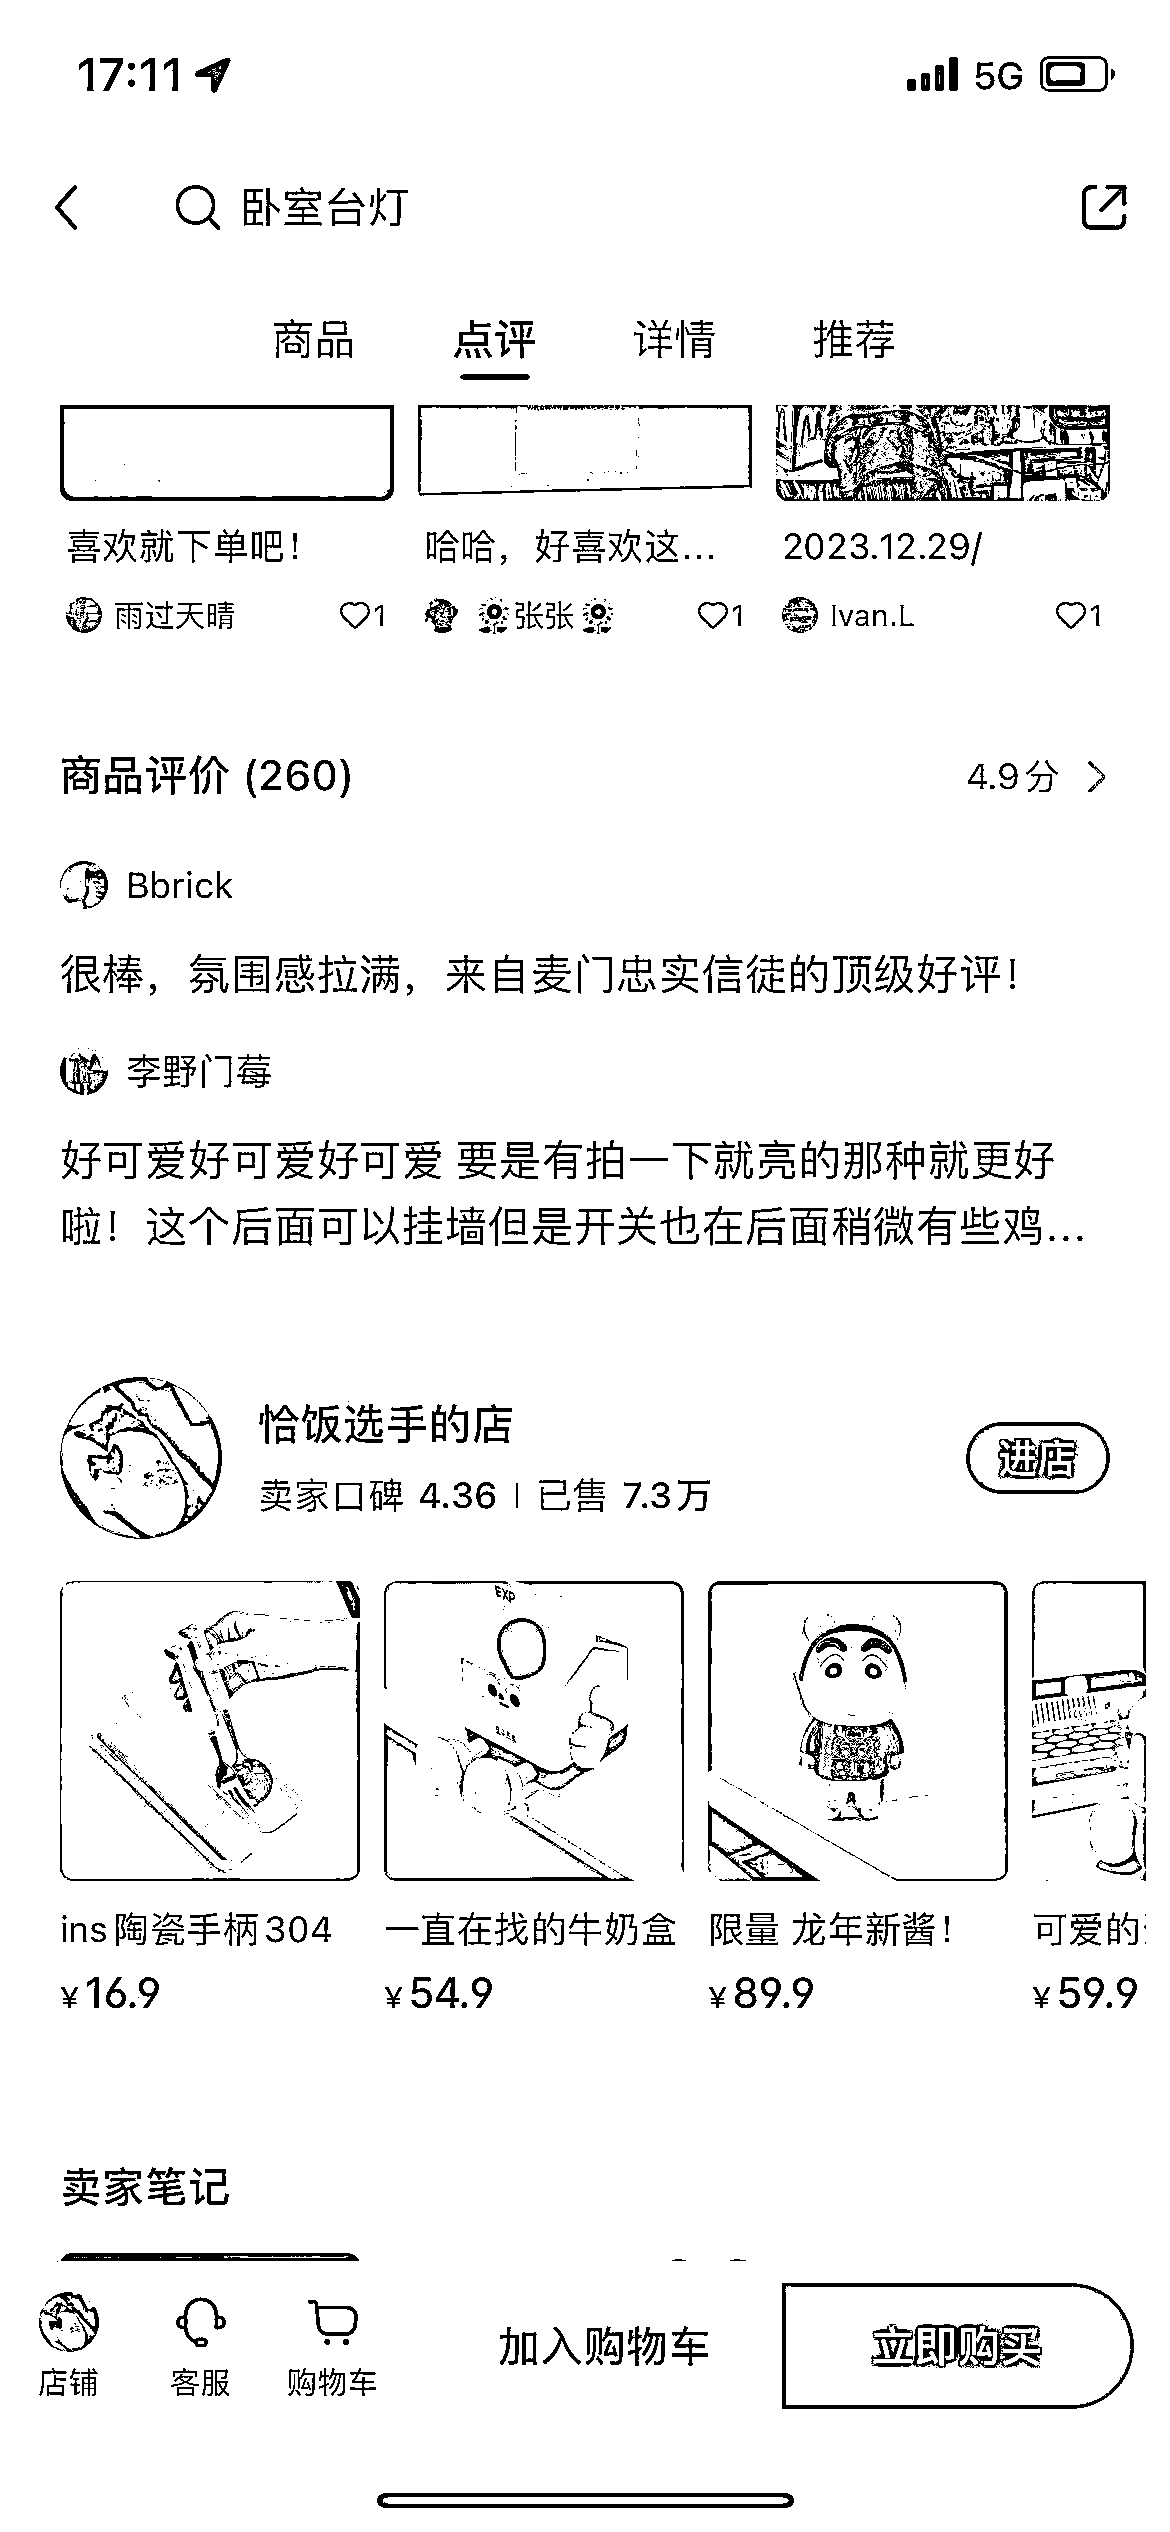 17:11
5G
卧室台灯
商品 点评 详情 推荐
喜欢就下单吧！ 哈哈，好喜欢这... 2023.12.29/
雨过天晴 1 张张 1 Ivan.L 1
商品评价 (260) 4.9分
Bbrick
很棒，氛围感拉满，来自麦门忠实信徒的顶级好评！
李野门莓
好可爱好可爱好可爱 要是有拍一下就亮的那种就更好
啦！这个后面可以挂墙但是开关也在后面稍微有些鸡...
恰饭选手的店
进店
卖家口碑 4.36 | 已售 7.3万
EXP
ins陶瓷手柄304 一直在找的牛奶盒 限量 龙年新酱！ 可爱的
¥16.9 ¥54.9 ¥89.9 ¥59.9
卖家笔记
店铺 客服 购物车 加入购物车 立即购买